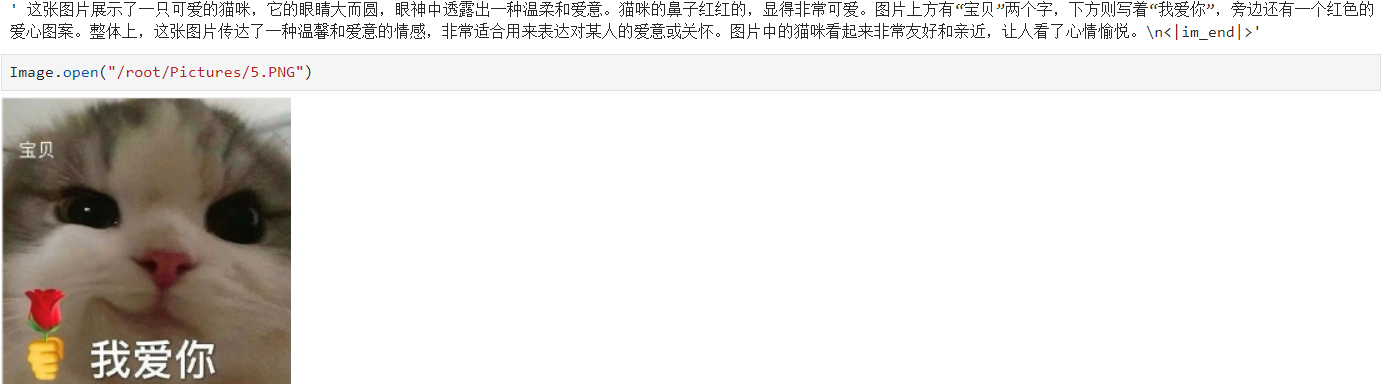 ' 这张图片展示了一只可爱的猫咪，它的眼睛大而圆，眼神中透露出一种温柔和爱意。猫咪的鼻子红红的，显得非常可爱。图片上方有“宝贝”两个字，下方则写着“我爱你”，旁边还有一个红色的
爱心图案。整体上，这张图片传达了一种温馨和爱意的情感，非常适合用来表达对某人的爱意或关怀。图片中的猫咪看起来非常友好和亲近，让人看了心情愉悦。\n<|im_end|>'
Image.open("/root/Pictures/5.PNG")
宝贝
我爱你